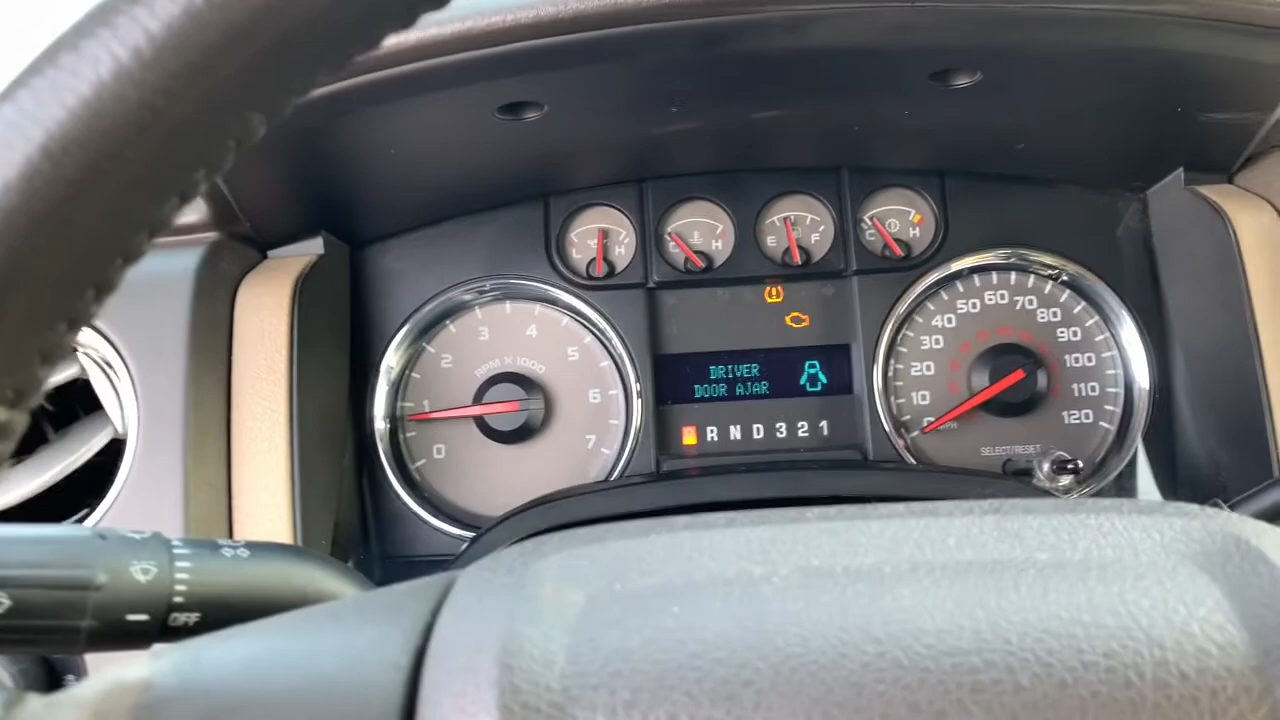 L H
C H
E F
C H
0 1 2 3 4 5 6 7
RPM X 1000
DRIVER
DOOR AJAR
P R N D 3 2 1
0 10 20 30 40 50 60 70 80 90 100 110 120
MPH
SELECT/RESET
OFF